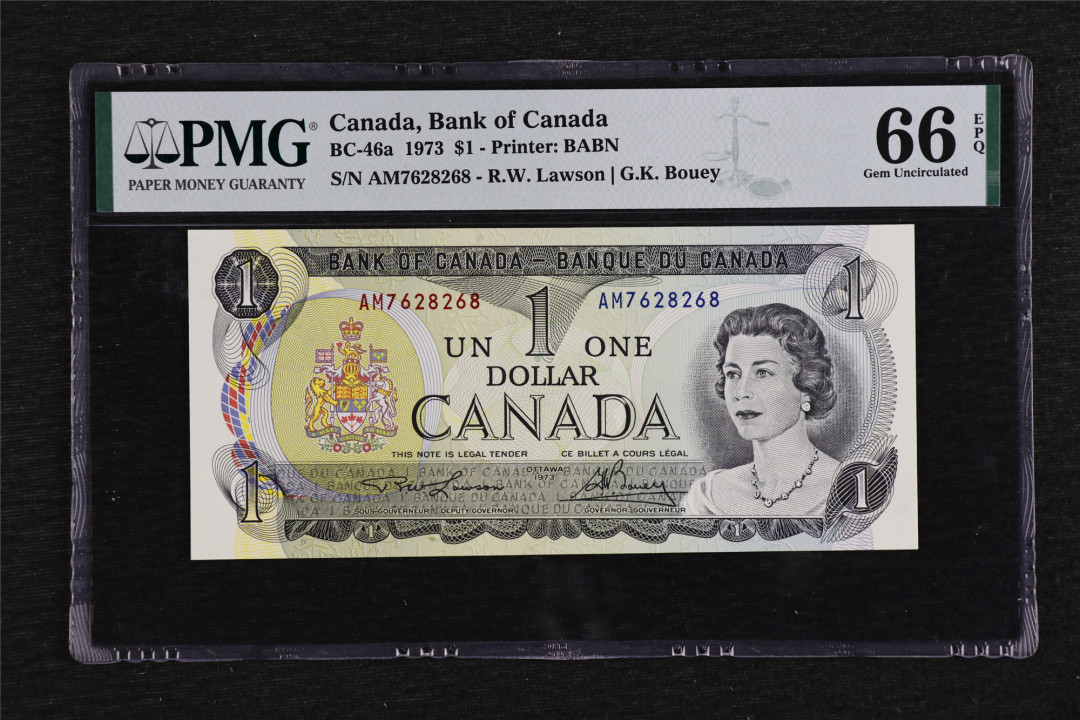 PMG®
PAPER MONEY GUARANTY
Canada, Bank of Canada
BC-46a 1973 $1 - Printer: BABN
S/N AM7628268 - R.W. Lawson | G.K. Bouey
66 EPQ
Gem Uncirculated
BANK OF CANADA – BANQUE DU CANADA
1 1
AM7628268 1 AM7628268
UN ONE
DOLLAR
CANADA
THIS NOTE IS LEGAL TENDER CE BILLET A COURS LÉGAL
OTTAWA
1973
SOUS-GOUVERNEUR DEPUTY GOVERNOR GOVERNOR GOUVERNEUR
1 1
1 1